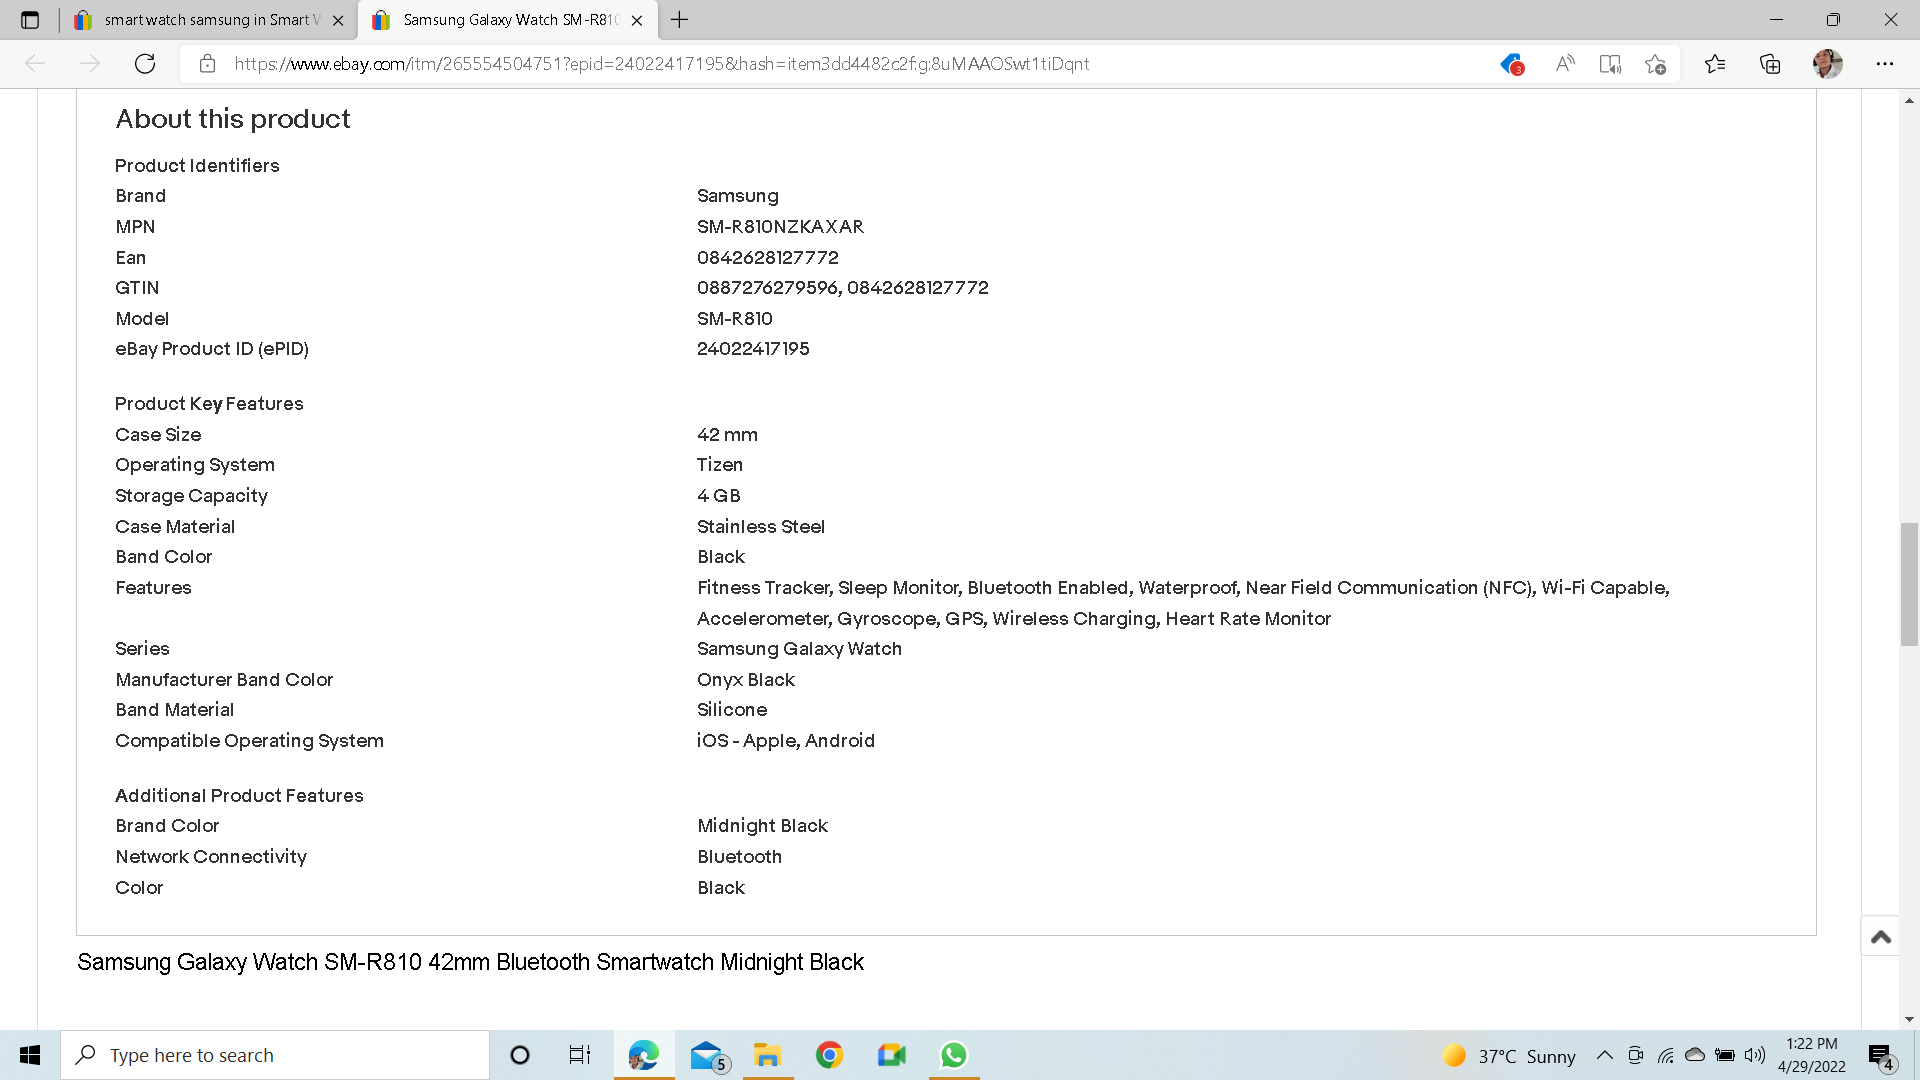 smart watch samsung in Smart W
Samsung Galaxy Watch SM-R810
https://www.ebay.com/itm/265554504751?epid=24022417195&hash=item3dd4482c2f:g:8uMAAOSwt1tiDqnt
3
About this product
Product Identifiers
Brand Samsung
MPN SM-R810NZKAXAR
Ean 0842628127772
GTIN 0887276279596, 0842628127772
Model SM-R810
eBay Product ID (ePID) 24022417195
Product Key Features
Case Size 42 mm
Operating System Tizen
Storage Capacity 4 GB
Case Material Stainless Steel
Band Color Black
Features Fitness Tracker, Sleep Monitor, Bluetooth Enabled, Waterproof, Near Field Communication (NFC), Wi-Fi Capable,
Accelerometer, Gyroscope, GPS, Wireless Charging, Heart Rate Monitor
Series Samsung Galaxy Watch
Manufacturer Band Color Onyx Black
Band Material Silicone
Compatible Operating System iOS - Apple, Android
Additional Product Features
Brand Color Midnight Black
Network Connectivity Bluetooth
Color Black
Samsung Galaxy Watch SM-R810 42mm Bluetooth Smartwatch Midnight Black
Type here to search
5
37°C Sunny
1:22 PM
4/29/2022
4